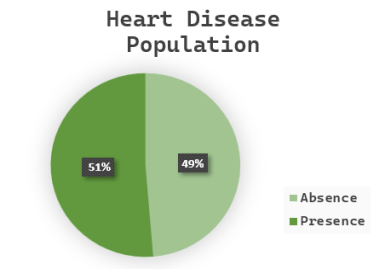 Heart Disease
Population
51%
49%
Absence
Presence